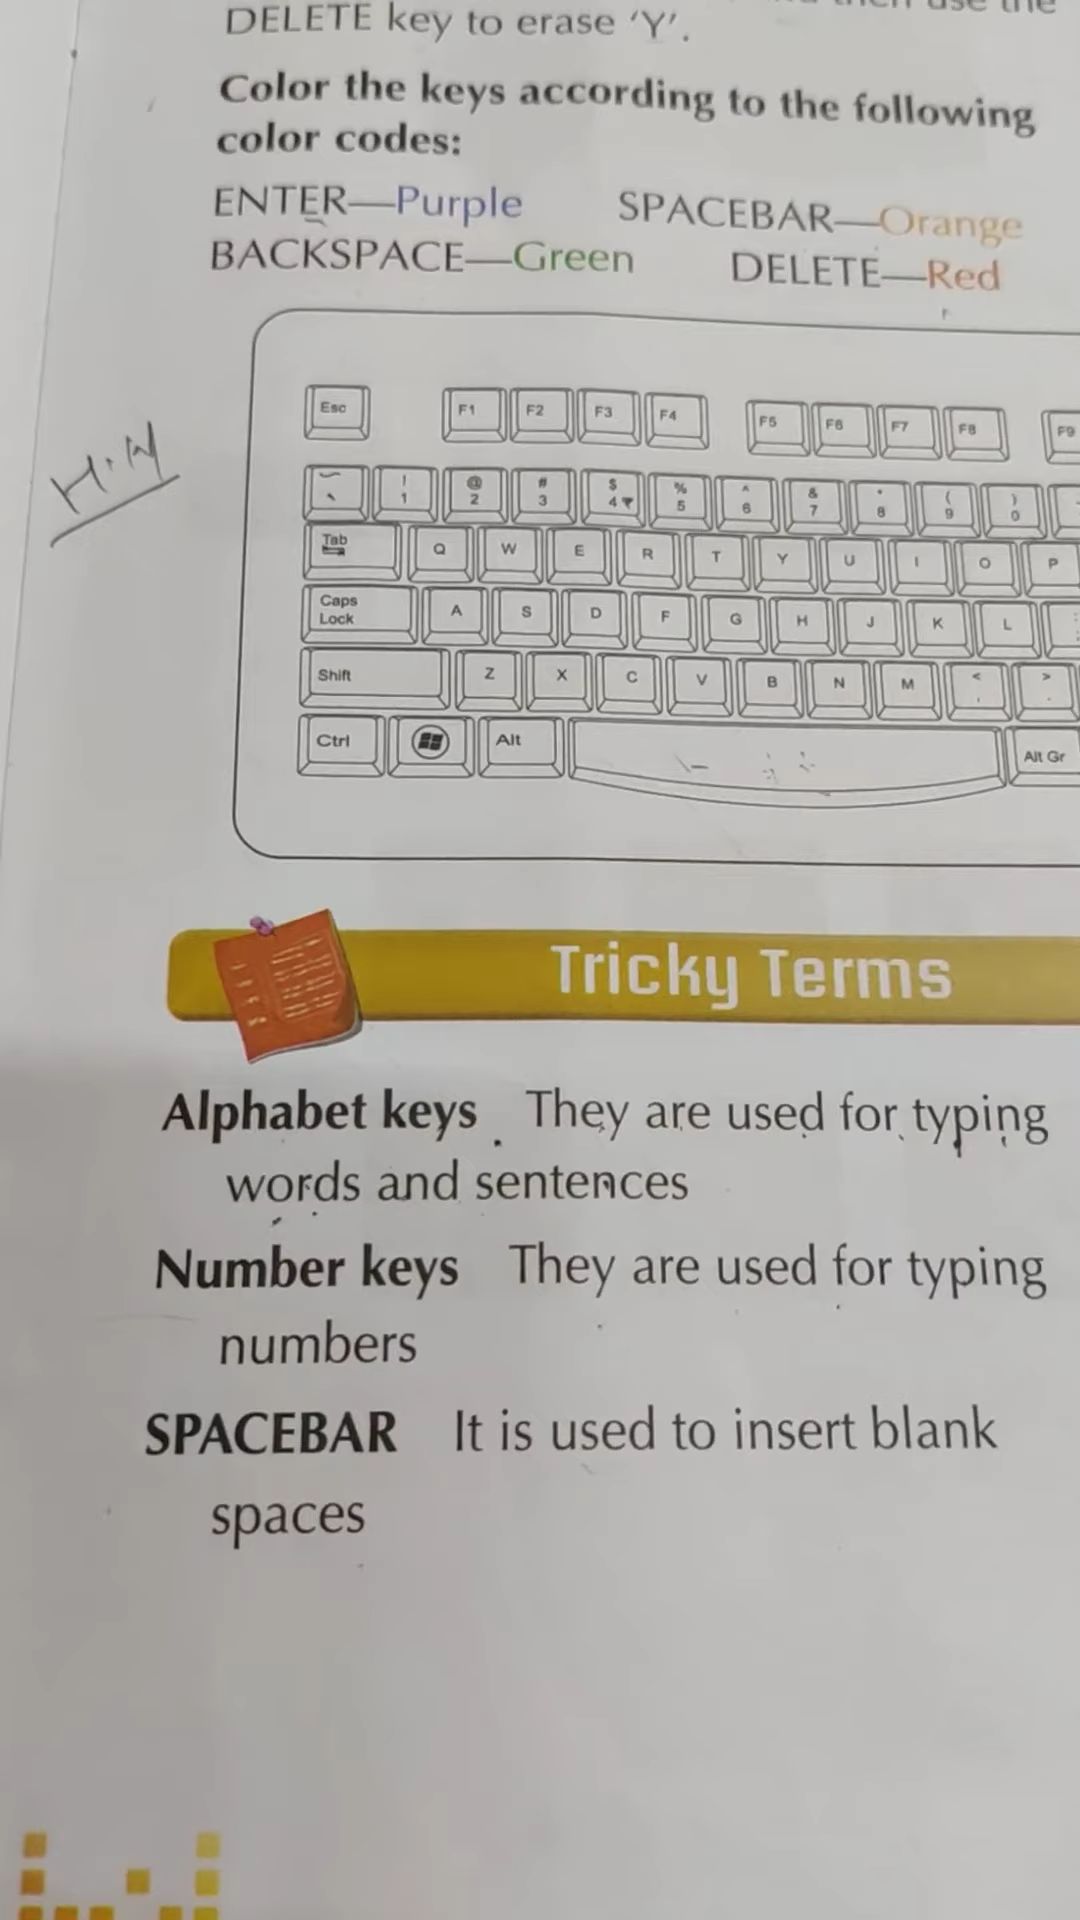 use the
DELETE key to erase 'Y'.
Color the keys according to the following
color codes:
ENTER—Purple SPACEBAR—Orange
BACKSPACE—Green DELETE—Red
H.W
Esc F1 F2 F3 F4 F5 F6 F7 F8 F9
~ ! @ # $ % ^ & * ( )
` 1 2 3 4 5 6 7 8 9 0
Tab Q W E R T Y U I O P
Caps
Lock A S D F G H J K L
Shift Z X C V B N M < >
, .
Ctrl Alt Alt Gr
Tricky Terms
Alphabet keys They are used for typing
words and sentences
Number keys They are used for typing
numbers
SPACEBAR It is used to insert blank
spaces